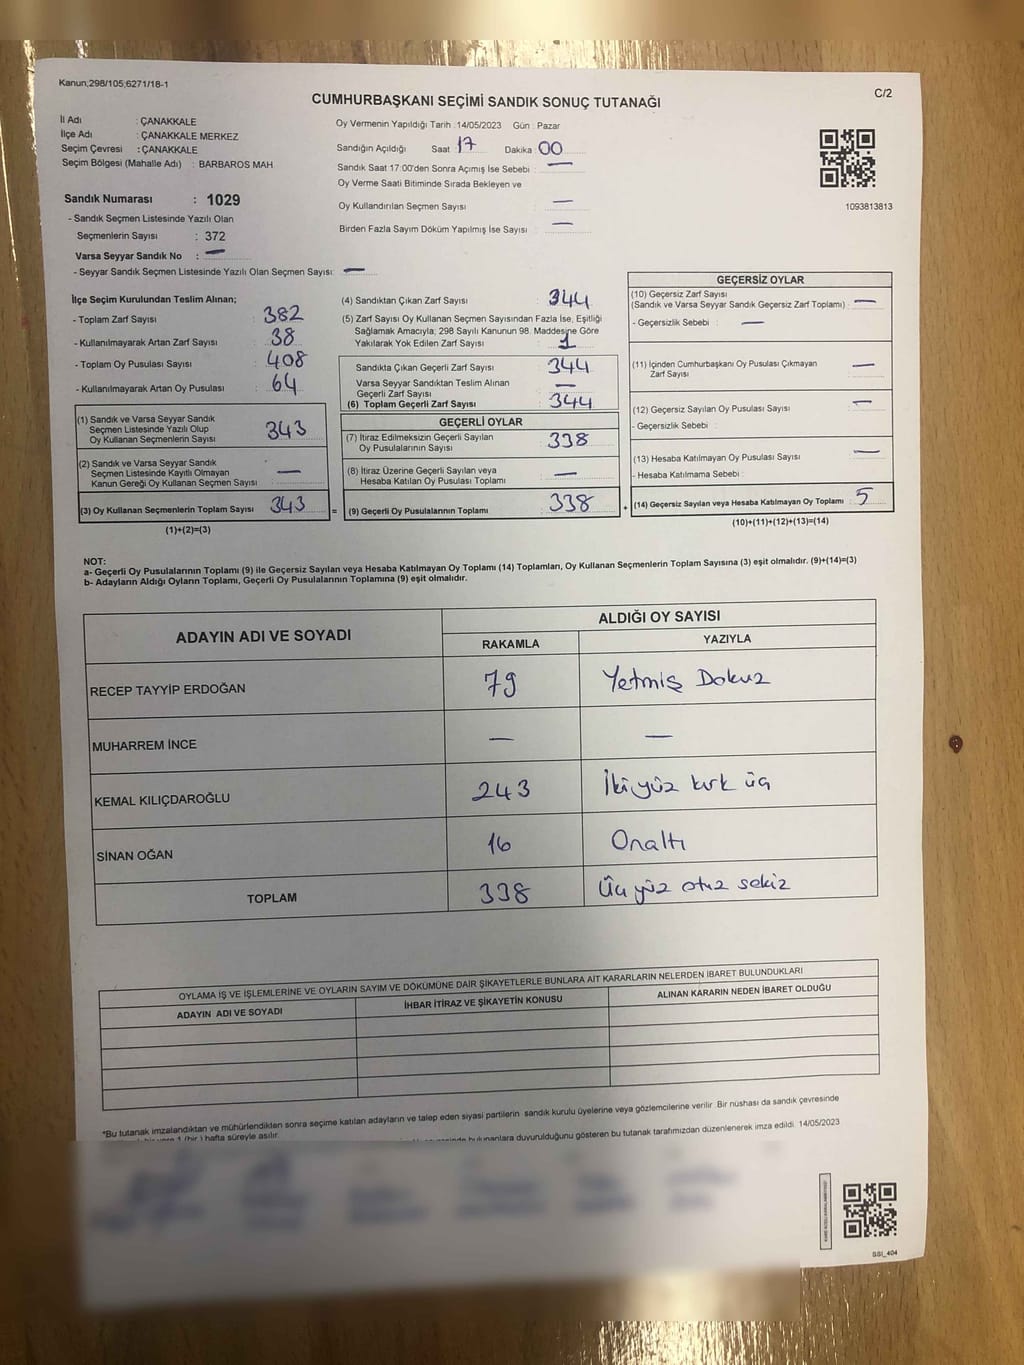 Kanun;298/105;6271/18-1
C/2
CUMHURBAŞKANI SEÇİMİ SANDIK SONUÇ TUTANAĞI
İl Adı : ÇANAKKALE
İlçe Adı : ÇANAKKALE MERKEZ
Seçim Çevresi : ÇANAKKALE
Seçim Bölgesi (Mahalle Adı) : BARBAROS MAH.
Sandık Numarası : 1029
- Sandık Seçmen Listesinde Yazılı Olan
Seçmenlerin Sayısı : 372
Varsa Seyyar Sandık No : —
- Seyyar Sandık Seçmen Listesinde Yazılı Olan Seçmen Sayısı: —
Oy Vermenin Yapıldığı Tarih :14/05/2023 Gün : Pazar
Sandığın Açıldığı Saat 17 Dakika 00
Sandık Saat 17:00'den Sonra Açımış İse Sebebi : —
Oy Verme Saati Bitiminde Sırada Bekleyen ve
Oy Kullandırılan Seçmen Sayısı : —
Birden Fazla Sayım Döküm Yapılmış İse Sayısı : —
1093813813
İlçe Seçim Kurulundan Teslim Alınan;
- Toplam Zarf Sayısı : 382
- Kullanılmayarak Artan Zarf Sayısı : 38
- Toplam Oy Pusulası Sayısı : 408
- Kullanılmayarak Artan Oy Pusulası : 64
(1) Sandık ve Varsa Seyyar Sandık
Seçmen Listesinde Yazılı Olup
Oy Kullanan Seçmenlerin Sayısı : 343
(2) Sandık ve Varsa Seyyar Sandık
Seçmen Listesinde Kayıtlı Olmayan
Kanun Gereği Oy Kullanan Seçmen Sayısı : —
(3) Oy Kullanan Seçmenlerin Toplam Sayısı : 343
(1)+(2)=(3)
=
(4) Sandıktan Çıkan Zarf Sayısı : 344
(5) Zarf Sayısı Oy Kullanan Seçmen Sayısından Fazla İse, Eşitliği
Sağlamak Amacıyla; 298 Sayılı Kanunun 98. Maddesine Göre
Yakılarak Yok Edilen Zarf Sayısı : 1
Sandıkta Çıkan Geçerli Zarf Sayısı : 344
Varsa Seyyar Sandıktan Teslim Alınan
Geçerli Zarf Sayısı : —
(6) Toplam Geçerli Zarf Sayısı : 344
GEÇERLİ OYLAR
(7) İtiraz Edilmeksizin Geçerli Sayılan
Oy Pusulalarının Sayısı : 338
(8) İtiraz Üzerine Geçerli Sayılan veya
Hesaba Katılan Oy Pusulası Toplamı : —
(9) Geçerli Oy Pusulalarının Toplamı : 338
+
GEÇERSİZ OYLAR
(10) Geçersiz Zarf Sayısı
(Sandık ve Varsa Seyyar Sandık Geçersiz Zarf Toplamı) : —
- Geçersizlik Sebebi : —
(11) İçinden Cumhurbaşkanı Oy Pusulası Çıkmayan
Zarf Sayısı : —
(12) Geçersiz Sayılan Oy Pusulası Sayısı : —
- Geçersizlik Sebebi :
(13) Hesaba Katılmayan Oy Pusulası Sayısı : —
- Hesaba Katılmama Sebebi :
(14) Geçersiz Sayılan veya Hesaba Katılmayan Oy Toplamı : 5
(10)+(11)+(12)+(13)=(14)
NOT:
a- Geçerli Oy Pusulalarının Toplamı (9) ile Geçersiz Sayılan veya Hesaba Katılmayan Oy Toplamı (14) Toplamları, Oy Kullanan Seçmenlerin Toplam Sayısına (3) eşit olmalıdır. (9)+(14)=(3)
b- Adayların Aldığı Oyların Toplamı, Geçerli Oy Pusulalarının Toplamına (9) eşit olmalıdır.
ADAYIN ADI VE SOYADI
ALDIĞI OY SAYISI
RAKAMLA YAZIYLA
RECEP TAYYİP ERDOĞAN 79 Yetmiş Dokuz
MUHARREM İNCE — —
KEMAL KILIÇDAROĞLU 243 İkiyüz kırk üç
SİNAN OĞAN 16 Onaltı
TOPLAM 338 Üçyüz otuz sekiz
OYLAMA İŞ VE İŞLEMLERİNE VE OYLARIN SAYIM VE DÖKÜMÜNE DAİR ŞİKAYETLERLE BUNLARA AİT KARARLARIN NELERDEN İBARET BULUNDUKLARI
ADAYIN ADI VE SOYADI İHBAR İTİRAZ VE ŞİKAYETİN KONUSU ALINAN KARARIN NEDEN İBARET OLDUĞU
*Bu tutanak imzalandıktan ve mühürlendikten sonra seçime katılan adayların ve talep eden siyasi partilerin sandık kurulu üyelerine veya gözlemcilerine verilir. Bir nüshası da sandık çevresinde
1 (bir) hafta süreyle asılır.
bulunanlara duyurulduğunu gösteren bu tutanak tarafımızdan düzenlenerek imza edildi. 14/05/2023
SSI_404